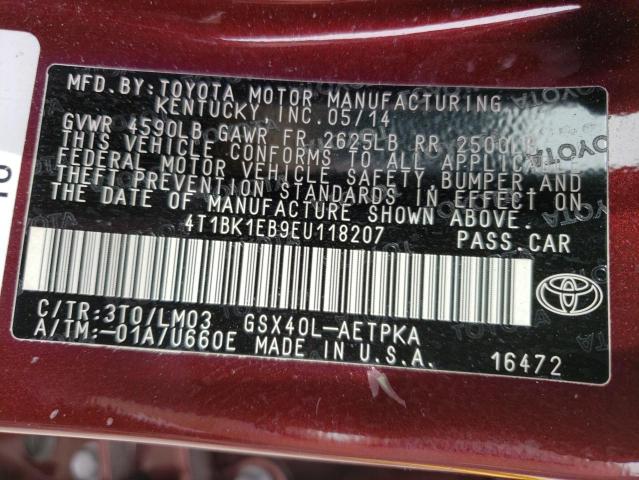 MFD.BY:TOYOTA MOTOR MANUFACTURING
KENTUCKY INC. 05/14
GVWR 4590LB GAWR FR 2625LB RR 2500LB
THIS VEHICLE CONFORMS TO ALL APPLICABLE
FEDERAL MOTOR VEHICLE SAFETY,BUMPER,AND
THEFT PREVENTION STANDARDS IN EFFECT ON
THE DATE OF MANUFACTURE SHOWN ABOVE.
4T1BK1EB9EU118207 PASS.CAR
C/TR:3T0/LM03 GSX40L-AETPKA
A/TM:-01A/U660E MADE IN U.S.A. 16472